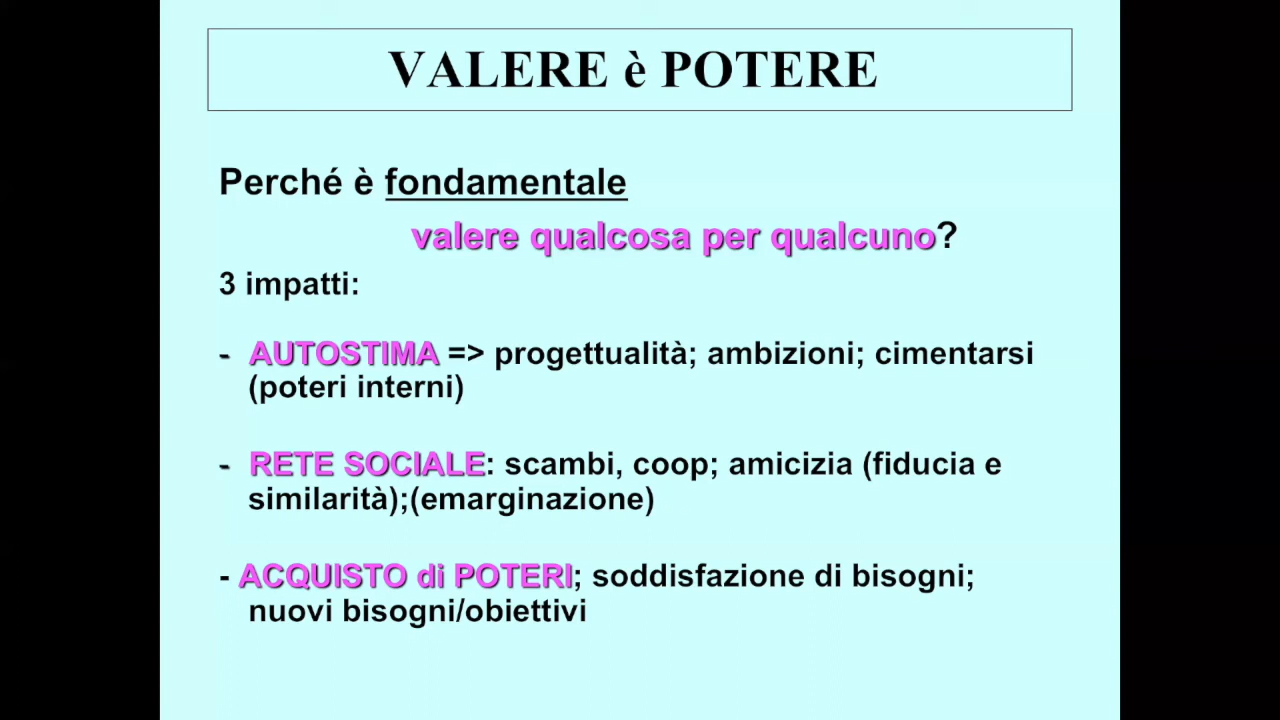 VALERE è POTERE
Perché è fondamentale
valere qualcosa per qualcuno?
3 impatti:
- AUTOSTIMA => progettualità; ambizioni; cimentarsi
(poteri interni)
- RETE SOCIALE: scambi, coop; amicizia (fiducia e
similarità);(emarginazione)
- ACQUISTO di POTERI; soddisfazione di bisogni;
nuovi bisogni/obiettivi